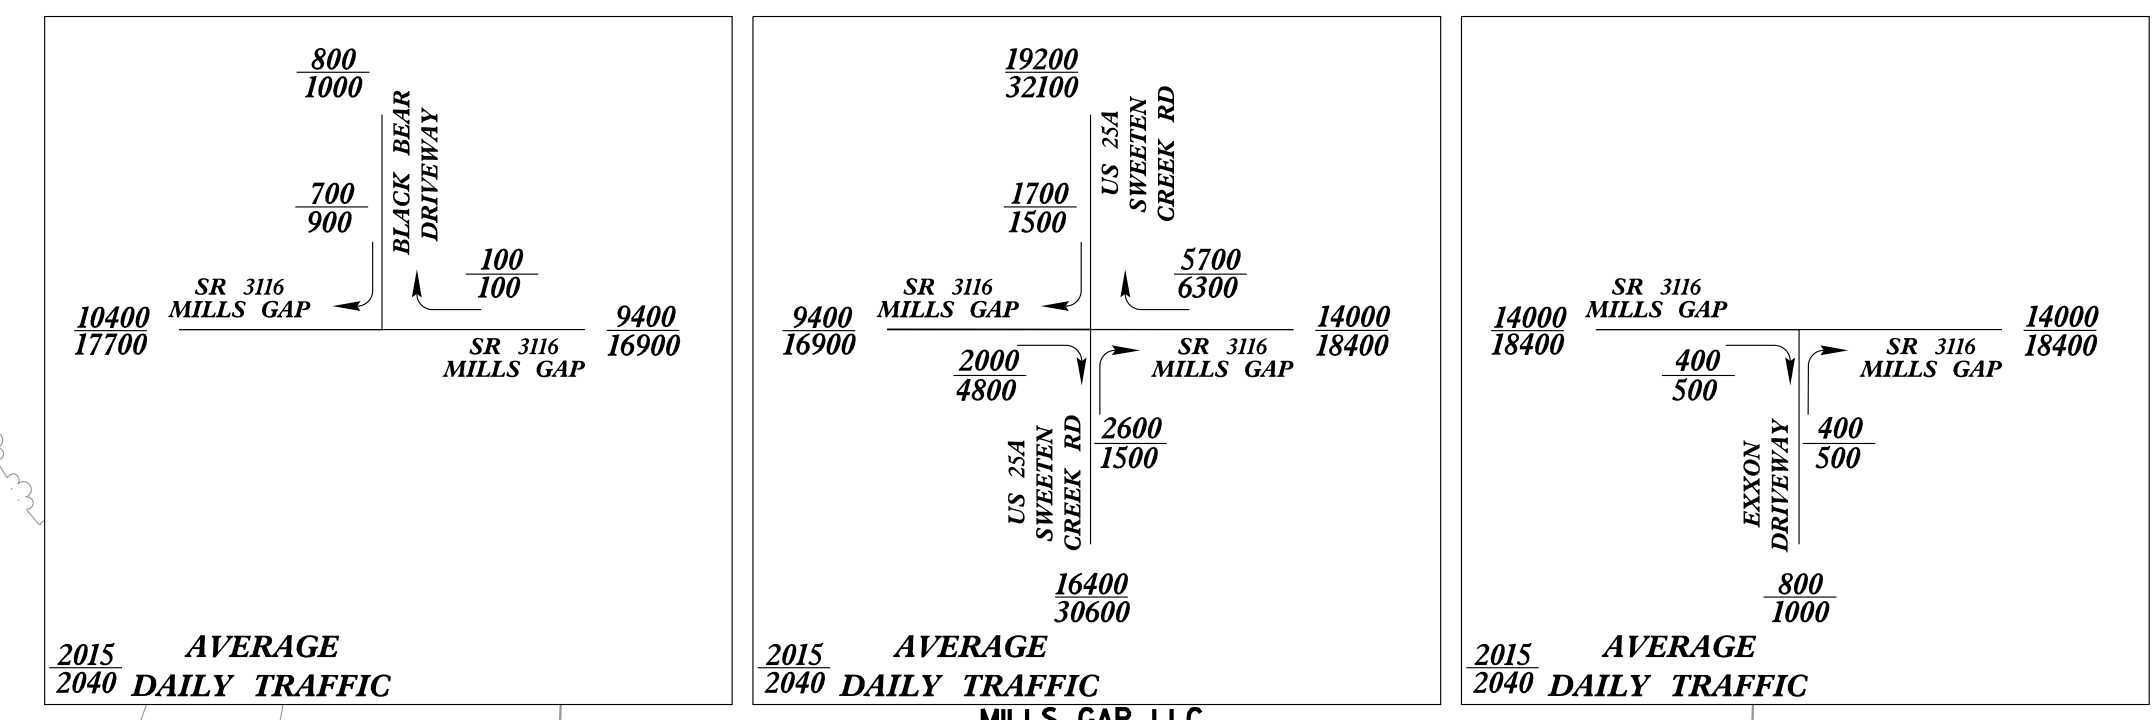 800
1000
BLACK BEAR
DRIVEWAY
700
900
100
100
SR 3116
MILLS GAP
10400
17700
9400
16900
SR 3116
MILLS GAP
2015
2040
AVERAGE
DAILY TRAFFIC
19200
32100
US 25A
SWEETEN
CREEK RD
1700
1500
5700
6300
SR 3116
MILLS GAP
9400
16900
14000
18400
2000
4800
SR 3116
MILLS GAP
US 25A
SWEETEN
CREEK RD
2600
1500
16400
30600
2015
2040
AVERAGE
DAILY TRAFFIC
SR 3116
MILLS GAP
14000
18400
14000
18400
400
500
SR 3116
MILLS GAP
EXXON
DRIVEWAY
400
500
800
1000
2015
2040
AVERAGE
DAILY TRAFFIC
MILLS GAP LLC